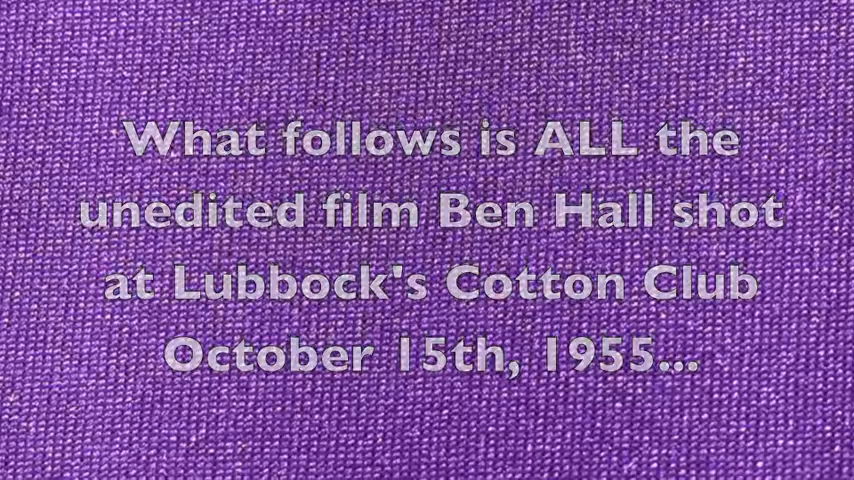 What follows is ALL the
unedited film Ben Hall shot
at Lubbock's Cotton Club
October 15th, 1955...